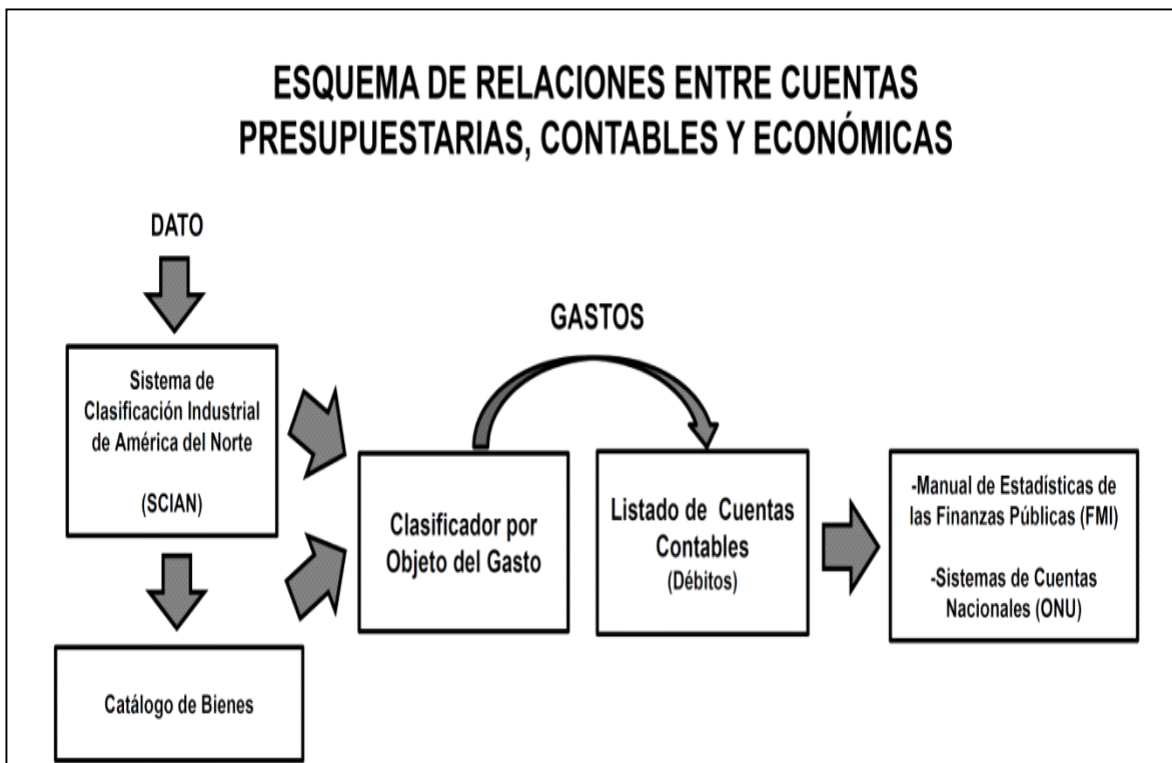 ESQUEMA DE RELACIONES ENTRE CUENTAS
PRESUPUESTARIAS, CONTABLES Y ECONÓMICAS
DATO
GASTOS
Sistema de
Clasificación Industrial
de América del Norte
(SCIAN)
Clasificador por
Objeto del Gasto
Listado de Cuentas
Contables
(Débitos)
-Manual de Estadísticas de
las Finanzas Públicas (FMI)
-Sistemas de Cuentas
Nacionales (ONU)
Catálogo de Bienes